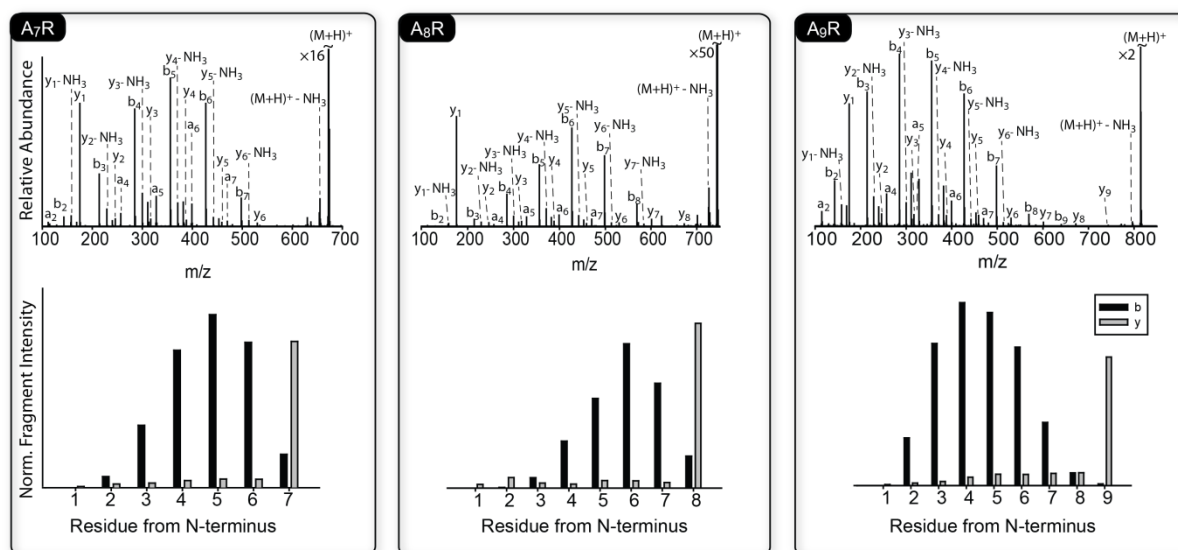 A₇R
Relative Abundance
y₁- NH₃
y₁
y₂- NH₃
y₃- NH₃
y₄- NH₃
b₅
y₅- NH₃
(M+H)⁺
×16
(M+H)⁺ - NH₃
b₄
y₃
y₄
b₆
a₆
y₂
a₄
b₃
y₅
a₇
y₆- NH₃
a₂
b₂
a₅
b₇
y₆
100 200 300 400 500 600 700
m/z
Norm. Fragment Intensity
1 2 3 4 5 6 7
Residue from N-terminus
A₈R
(M+H)⁺
×50
(M+H)⁺ - NH₃
y₁
y₅- NH₃
b₆
y₄- NH₃
y₆- NH₃
y₃- NH₃
y₂- NH₃
b₅
y₄
y₅
b₇
y₇- NH₃
y₁- NH₃
y₂
b₄
y₃
b₂
b₃
a₄
a₅
a₆
a₇
y₆
b₈
y₈
100 200 300 400 500 600 700
m/z
1 2 3 4 5 6 7 8
Residue from N-terminus
A₉R
y₃- NH₃
b₄
(M+H)⁺
×2
y₂- NH₃
b₅
y₄- NH₃
b₃
y₁
b₆
y₅- NH₃
a₅
y₃
y₄
y₅
y₆- NH₃
(M+H)⁺ - NH₃
y₁- NH₃
b₂
y₂
b₇
a₂
a₄
a₆
a₇
y₆
b₈
y₇
b₉
y₈
y₉
100 200 300 400 500 600 700 800
m/z
b
y
1 2 3 4 5 6 7 8 9
Residue from N-terminus